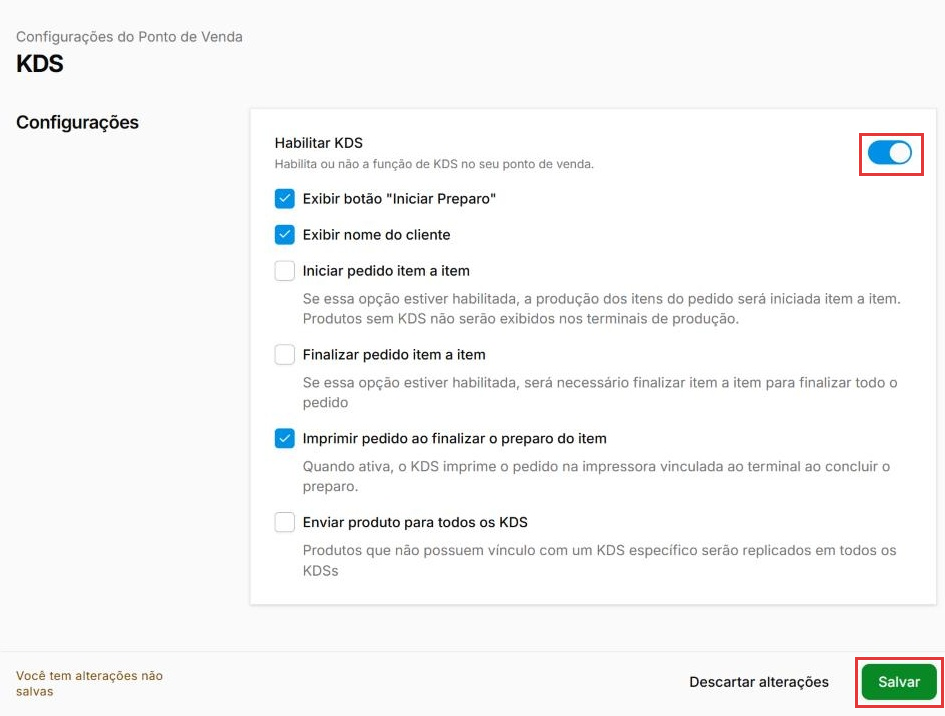 Configurações do Ponto de Venda
KDS
Configurações
Habilitar KDS
Habilita ou não a função de KDS no seu ponto de venda.
Exibir botão "Iniciar Preparo"
Exibir nome do cliente
Iniciar pedido item a item
Se essa opção estiver habilitada, a produção dos itens do pedido será iniciada item a item.
Produtos sem KDS não serão exibidos nos terminais de produção.
Finalizar pedido item a item
Se essa opção estiver habilitada, será necessário finalizar item a item para finalizar todo o
pedido
Imprimir pedido ao finalizar o preparo do item
Quando ativa, o KDS imprime o pedido na impressora vinculada ao terminal ao concluir o
preparo.
Enviar produto para todos os KDS
Produtos que não possuem vínculo com um KDS específico serão replicados em todos os
KDSs
Você tem alterações não
salvas
Descartar alterações
Salvar